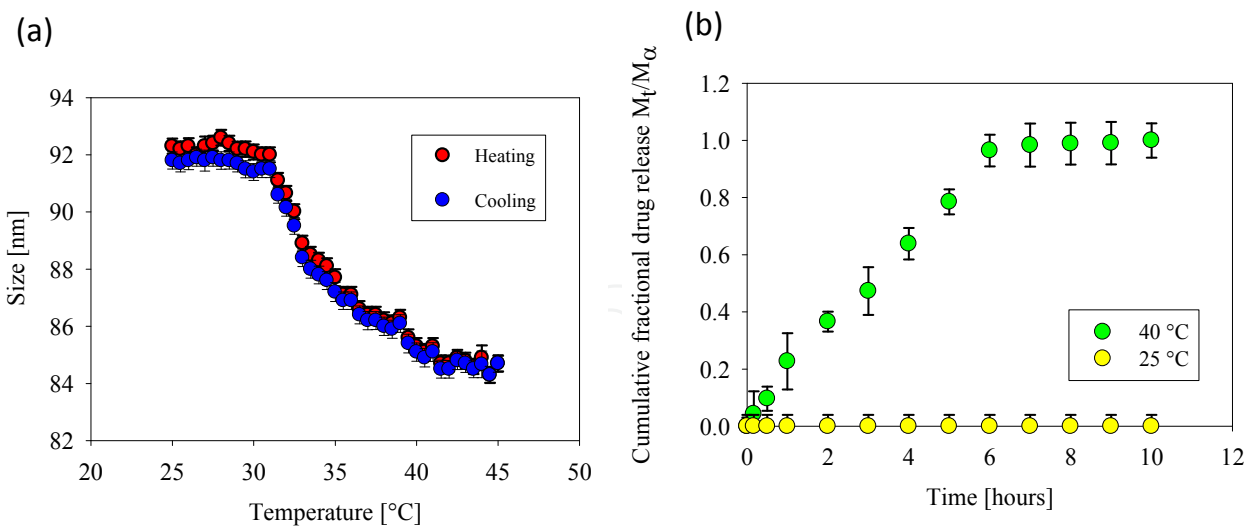 (a)
94
92
90
88
86
84
82
Size [nm]
20 25 30 35 40 45 50
Temperature [°C]
Heating
Cooling
(b)
Cumulative fractional drug release Mt/Mα
1.2
1.0
0.8
0.6
0.4
0.2
0.0
0 2 4 6 8 10 12
Time [hours]
40 °C
25 °C